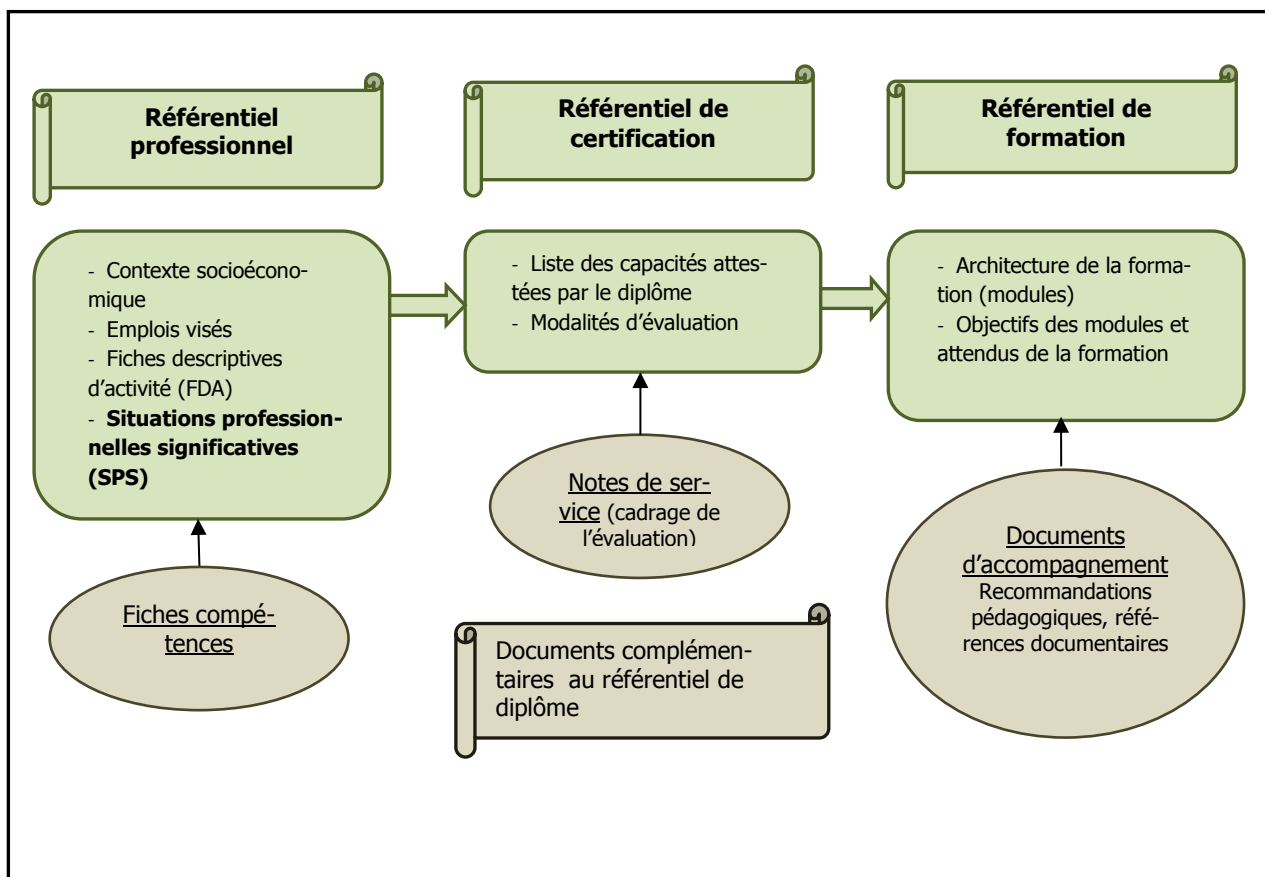 Référentiel
professionnel
Référentiel de
certification
Référentiel de
formation
- Contexte socioécono-
mique
- Emplois visés
- Fiches descriptives
d’activité (FDA)
- Situations profession-
nelles significatives
(SPS)
- Liste des capacités attes-
tées par le diplôme
- Modalités d’évaluation
- Architecture de la forma-
tion (modules)
- Objectifs des modules et
attendus de la formation
Fiches compé-
tences
Notes de ser-
vice (cadrage de
l’évaluation)
Documents
d’accompagnement
Recommandations
pédagogiques, réfé-
rences documentaires
Documents complémen-
taires au référentiel de
diplôme